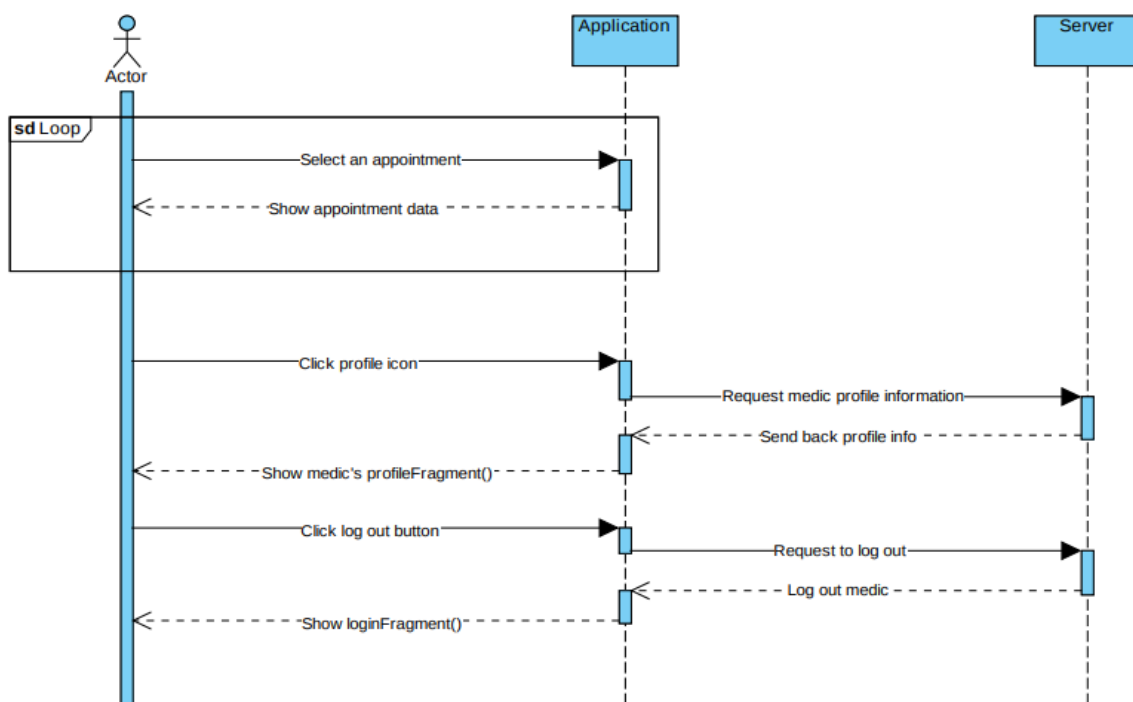 Application
Server
Actor
sd Loop
Select an appointment
Show appointment data
Click profile icon
Request medic profile information
Send back profile info
Show medic's profileFragment()
Click log out button
Request to log out
Log out medic
Show loginFragment()